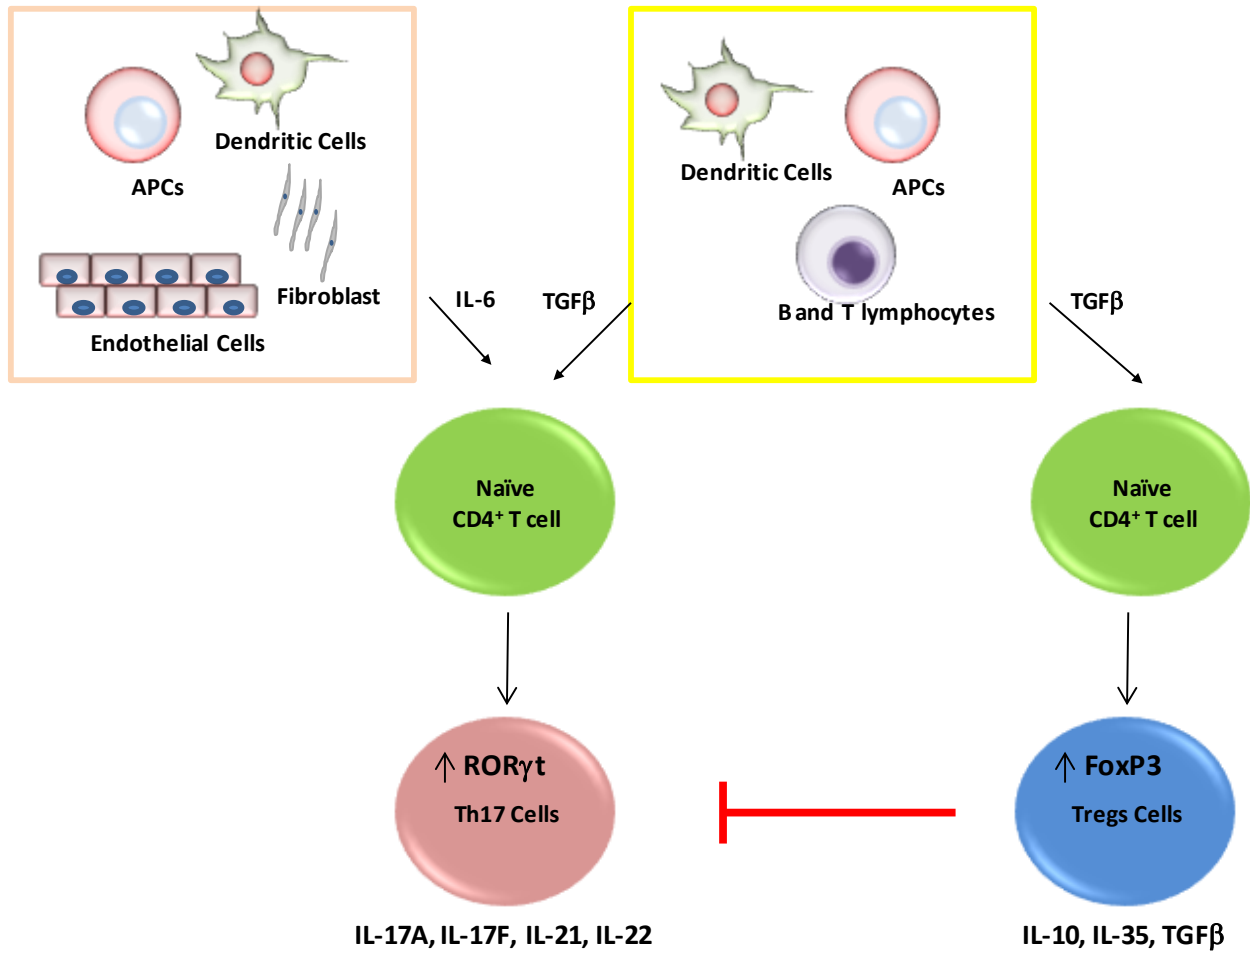 Dendritic Cells
APCs
Fibroblast
Endothelial Cells
IL-6
TGFβ
Dendritic Cells
APCs
B and T lymphocytes
TGFβ
Naïve
CD4⁺ T cell
Naïve
CD4⁺ T cell
↑ RORγt
Th17 Cells
↑ FoxP3
Tregs Cells
IL-17A, IL-17F, IL-21, IL-22
IL-10, IL-35, TGFβ